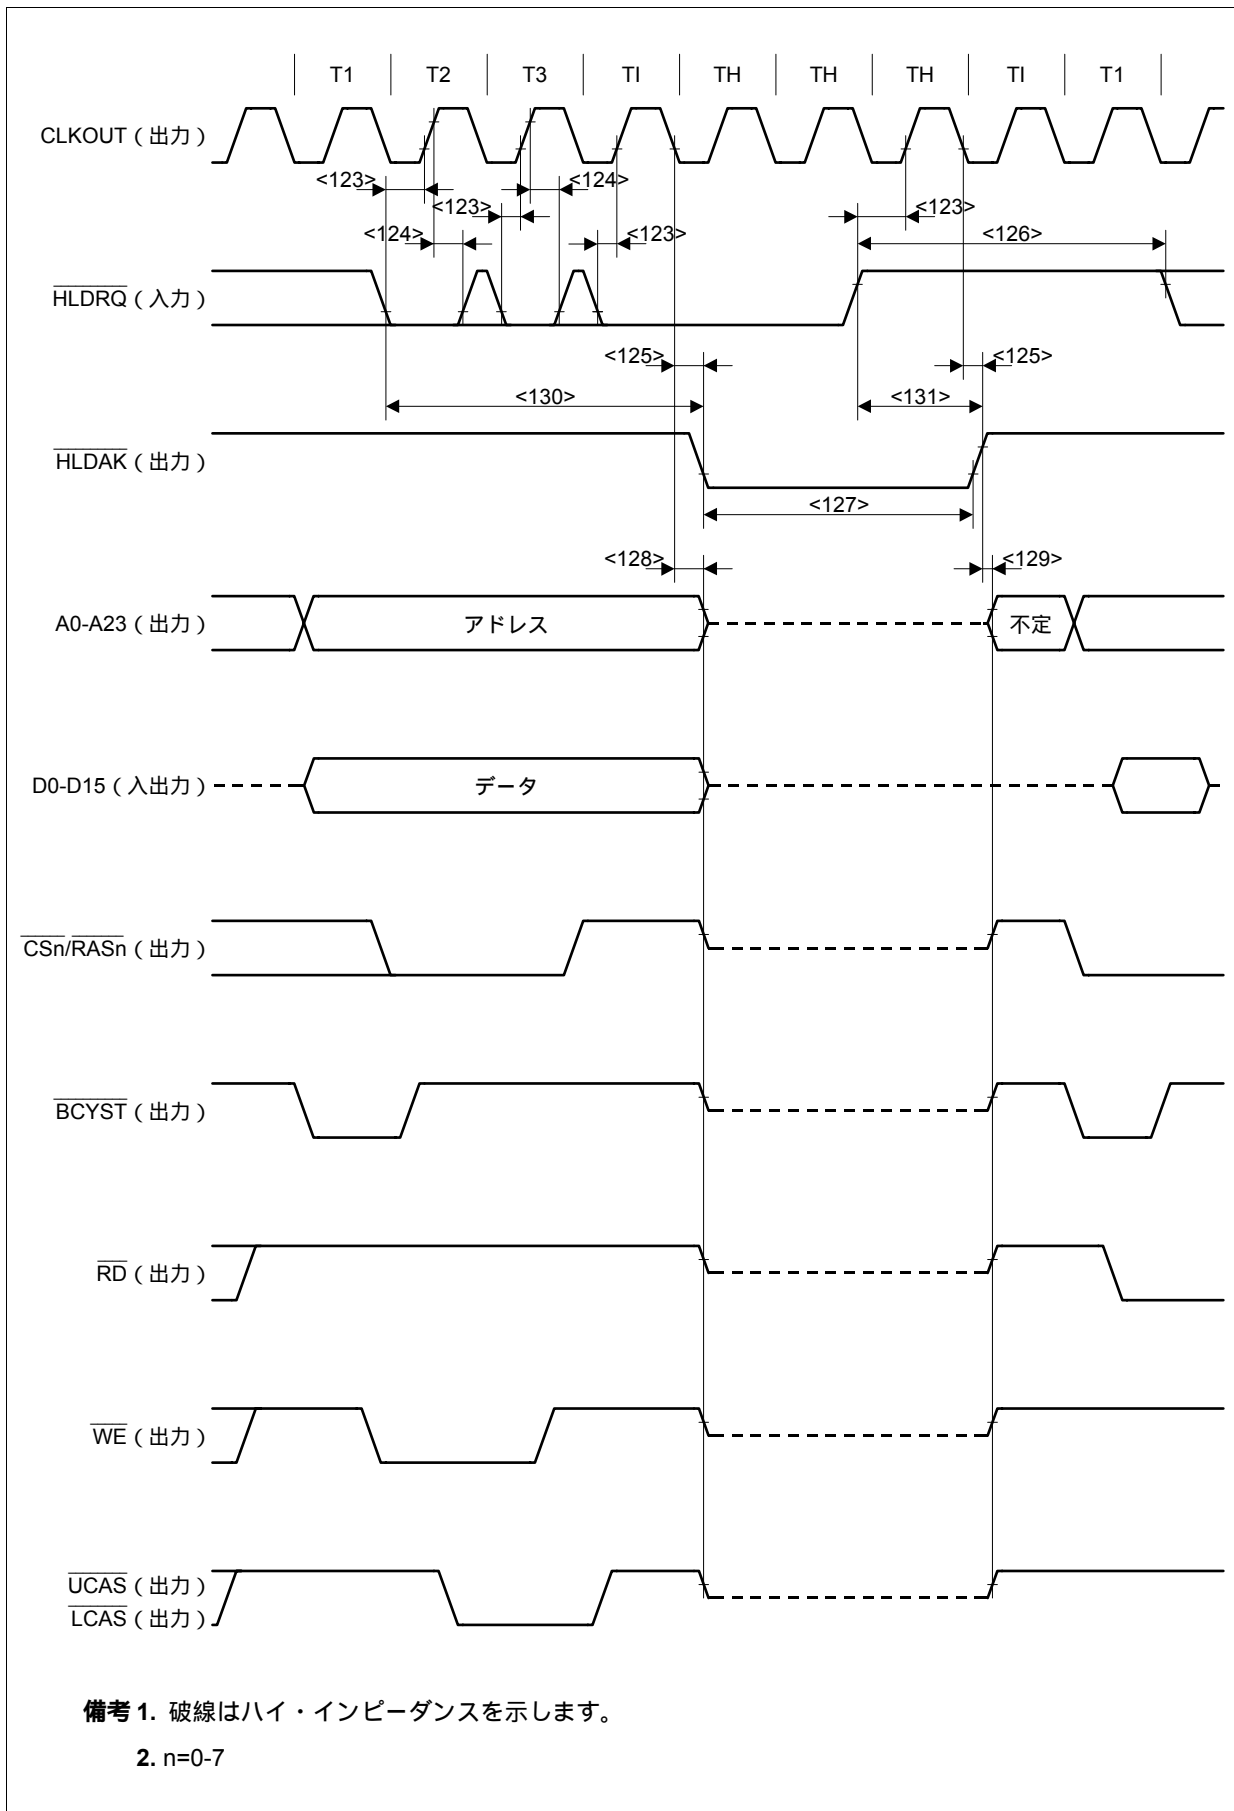 T1 T2 T3 TI TH TH TH TI T1
CLKOUT（出力）
<123> <124>
<123> <123>
<124> <123> <126>
HLDRQ（入力）
<125> <125>
<130> <131>
HLDAK（出力）
<127>
<128> <129>
A0-A23（出力） アドレス 不定
D0-D15（入出力） データ
CSn/RASn（出力）
BCYST（出力）
RD（出力）
WE（出力）
UCAS（出力）
LCAS（出力）
備考 1. 破線はハイ・インピーダンスを示します。
2. n=0-7